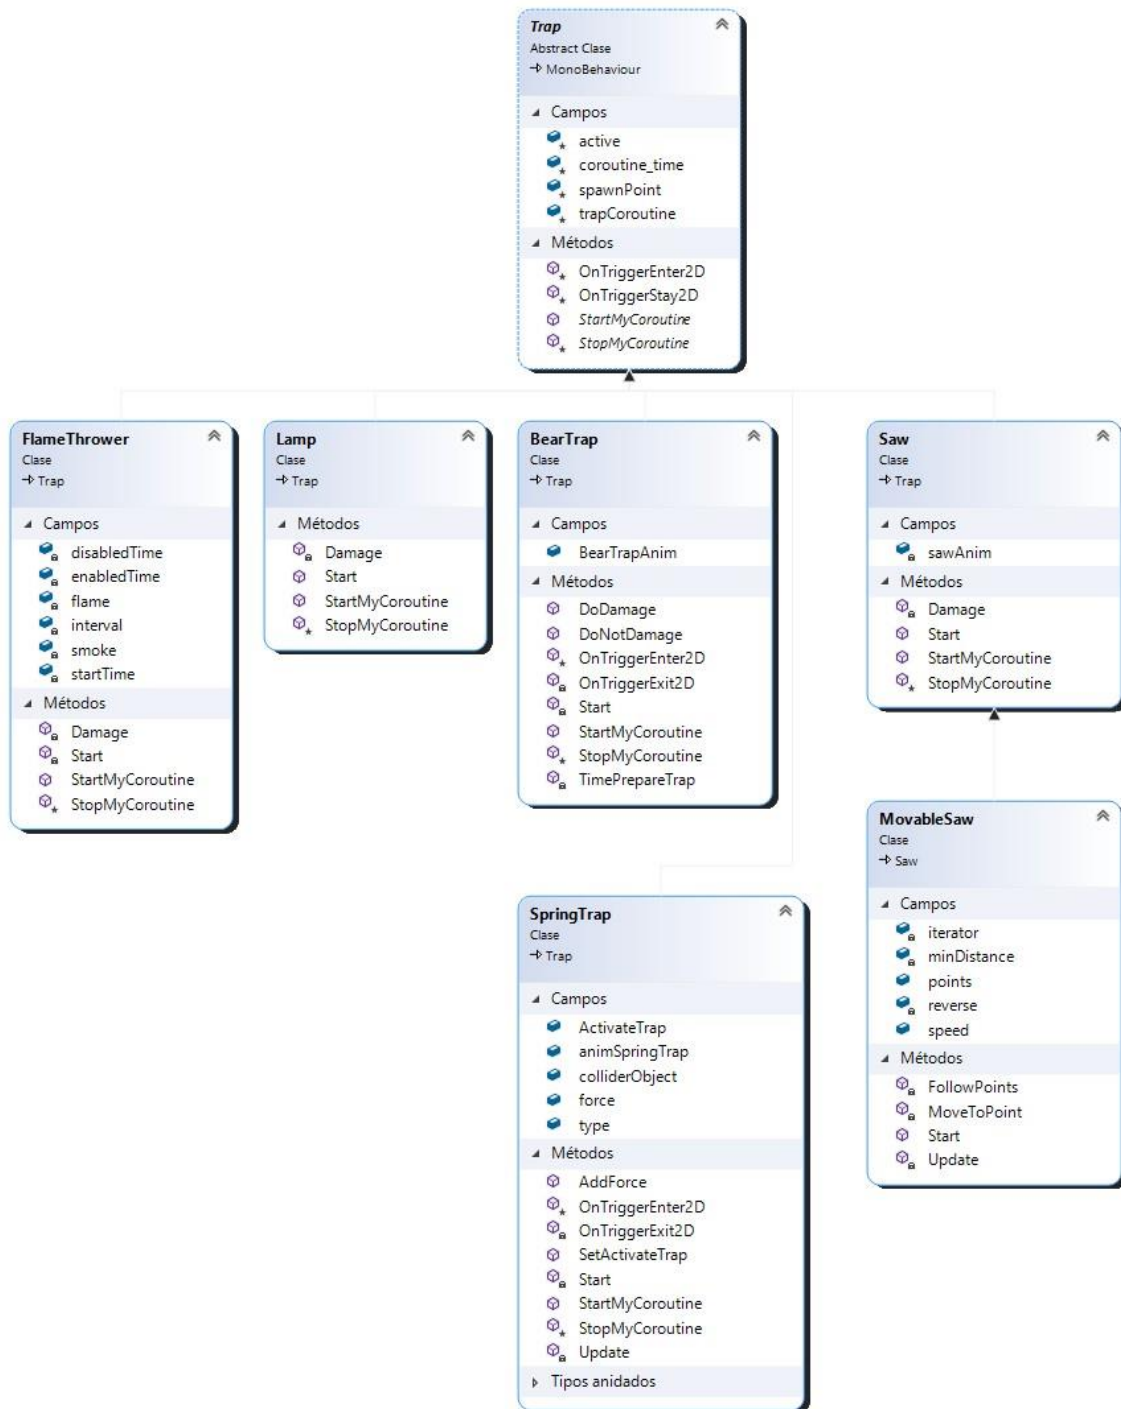 Trap
Abstract Clase
MonoBehaviour
Campos
active
coroutine_time
spawnPoint
trapCoroutine
Métodos
OnTriggerEnter2D
OnTriggerStay2D
StartMyCoroutine
StopMyCoroutine
FlameThrower
Clase
Trap
Campos
disabledTime
enabledTime
flame
interval
smoke
startTime
Métodos
Damage
Start
StartMyCoroutine
StopMyCoroutine
Lamp
Clase
Trap
Métodos
Damage
Start
StartMyCoroutine
StopMyCoroutine
BearTrap
Clase
Trap
Campos
BearTrapAnim
Métodos
DoDamage
DoNotDamage
OnTriggerEnter2D
OnTriggerExit2D
Start
StartMyCoroutine
StopMyCoroutine
TimePrepareTrap
Saw
Clase
Trap
Campos
sawAnim
Métodos
Damage
Start
StartMyCoroutine
StopMyCoroutine
SpringTrap
Clase
Trap
Campos
ActivateTrap
animSpringTrap
colliderObject
force
type
Métodos
AddForce
OnTriggerEnter2D
OnTriggerExit2D
SetActivateTrap
Start
StartMyCoroutine
StopMyCoroutine
Update
Tipos anidados
MovableSaw
Clase
Saw
Campos
iterator
minDistance
points
reverse
speed
Métodos
FollowPoints
MoveToPoint
Start
Update